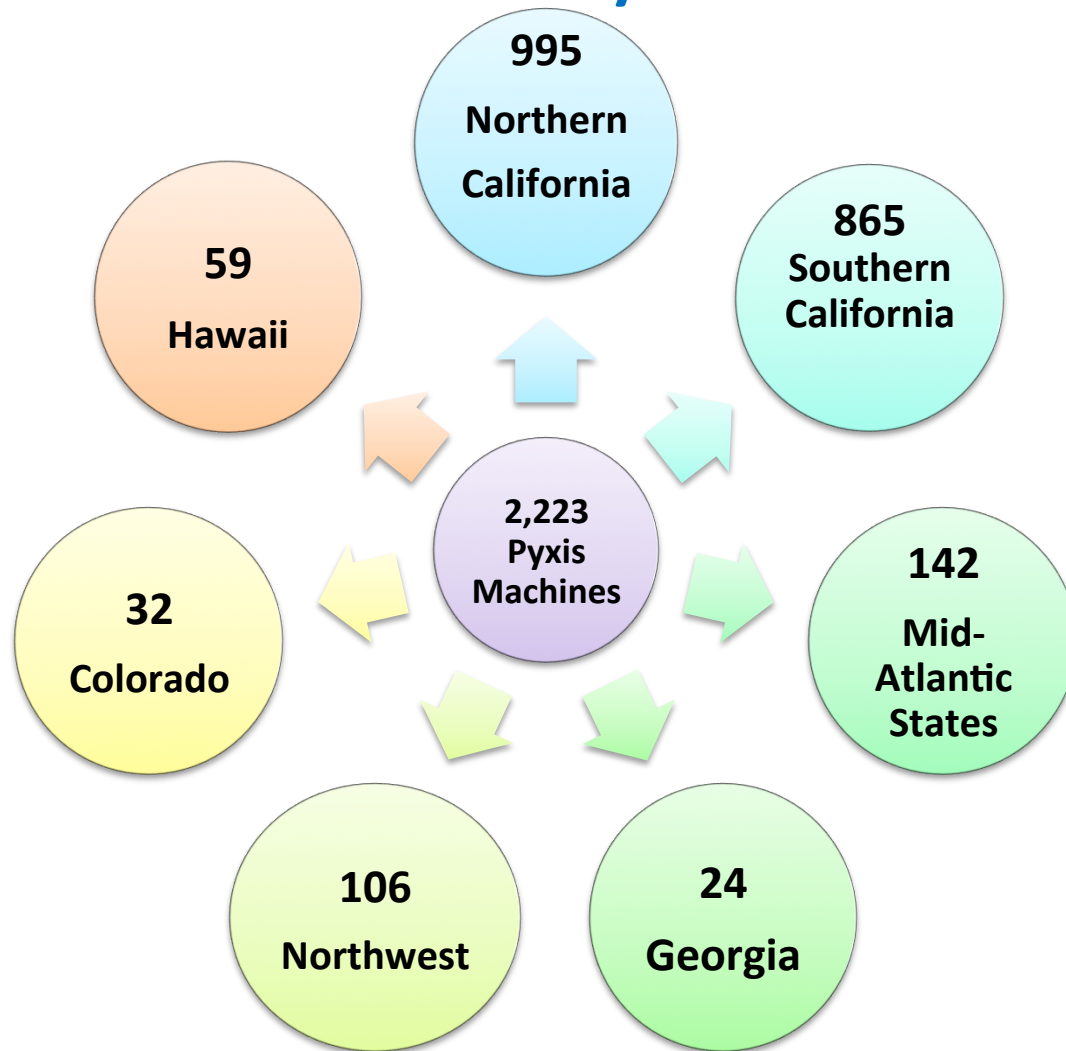 995
Northern
California
865
Southern
California
142
Mid-
Atlantic
States
24
Georgia
106
Northwest
32
Colorado
59
Hawaii
2,223
Pyxis
Machines